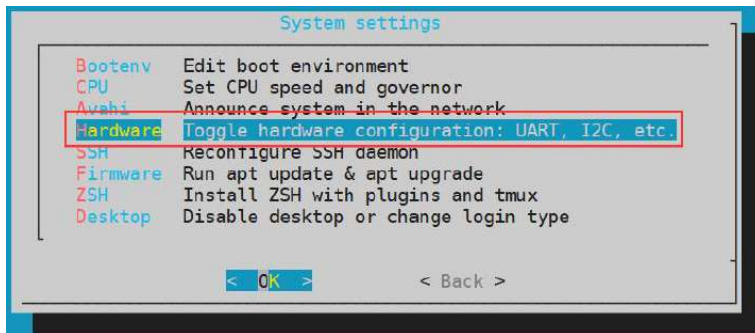 System settings
Bootenv Edit boot environment
CPU Set CPU speed and governor
Avahi Announce system in the network
Hardware Toggle hardware configuration: UART, I2C, etc.
SSH Reconfigure SSH daemon
Firmware Run apt update & apt upgrade
ZSH Install ZSH with plugins and tmux
Desktop Disable desktop or change login type
< OK > < Back >